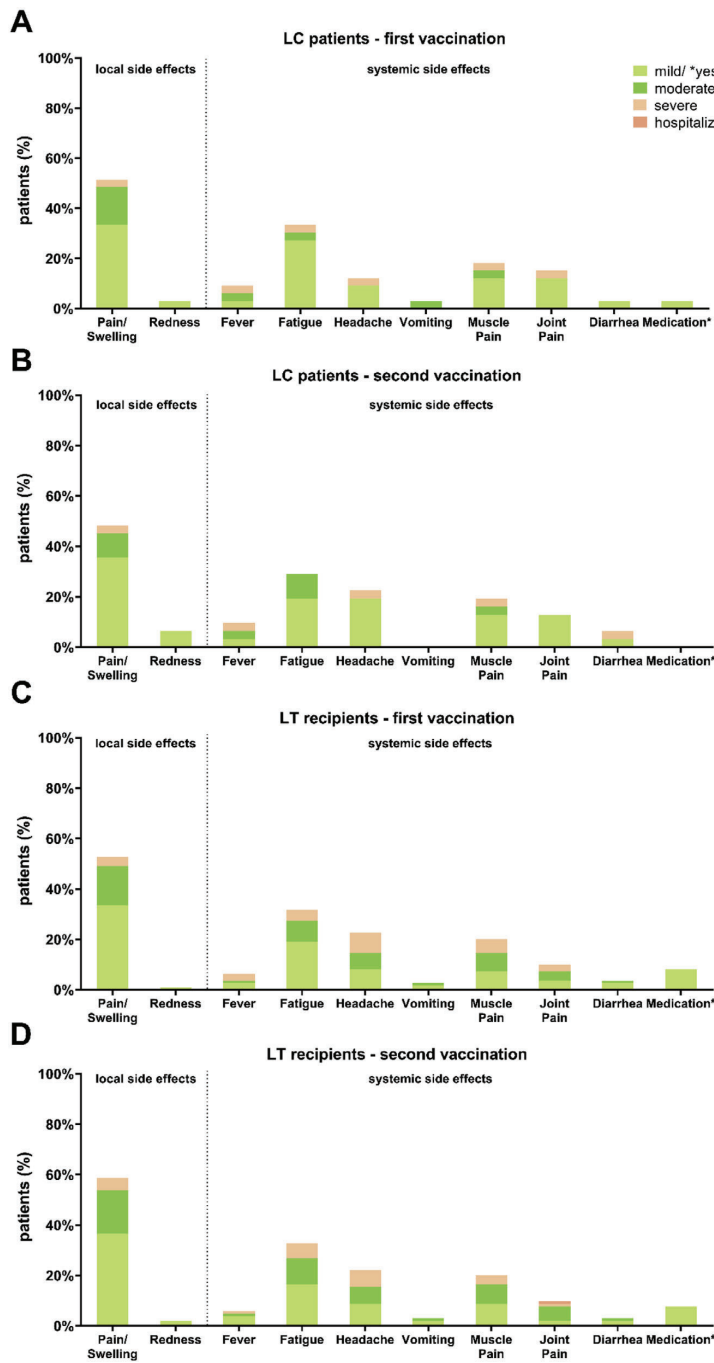 A
LC patients - first vaccination
local side effects
systemic side effects
mild/ *yes
moderate
severe
hospitaliz
patients (%)
100%
80%
60%
40%
20%
0%
Pain/
Swelling
Redness
Fever
Fatigue
Headache
Vomiting
Muscle
Pain
Joint
Pain
Diarrhea
Medication*
B
LC patients - second vaccination
local side effects
systemic side effects
patients (%)
100%
80%
60%
40%
20%
0%
Pain/
Swelling
Redness
Fever
Fatigue
Headache
Vomiting
Muscle
Pain
Joint
Pain
Diarrhea
Medication*
C
LT recipients - first vaccination
local side effects
systemic side effects
patients (%)
100%
80%
60%
40%
20%
0%
Pain/
Swelling
Redness
Fever
Fatigue
Headache
Vomiting
Muscle
Pain
Joint
Pain
Diarrhea
Medication*
D
LT recipients - second vaccination
local side effects
systemic side effects
patients (%)
100%
80%
60%
40%
20%
0%
Pain/
Swelling
Redness
Fever
Fatigue
Headache
Vomiting
Muscle
Pain
Joint
Pain
Diarrhea
Medication*